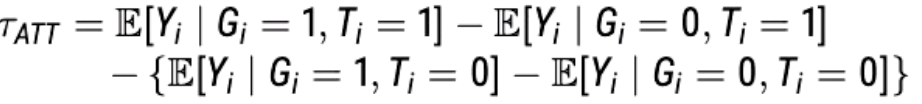 τ_ATT = 𝔼[Y_i | G_i = 1, T_i = 1] − 𝔼[Y_i | G_i = 0, T_i = 1]
− {𝔼[Y_i | G_i = 1, T_i = 0] − 𝔼[Y_i | G_i = 0, T_i = 0]}